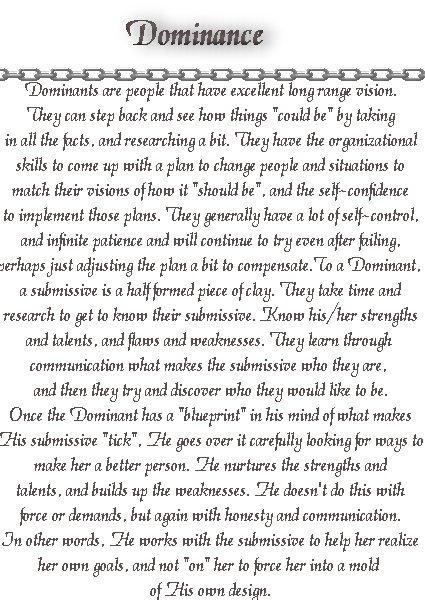 Dominance
Dominants are people that have excellent long range vision.
They can step back and see how things "could be" by taking
in all the facts, and researching a bit. They have the organizational
skills to come up with a plan to change people and situations to
match their visions of how it "should be", and the self-confidence
to implement those plans. They generally have a lot of self-control,
and infinite patience and will continue to try even after failing,
perhaps just adjusting the plan a bit to compensate. To a Dominant,
a submissive is a half formed piece of clay. They take time and
research to get to know their submissive. Know his/her strengths
and talents, and flaws and weaknesses. They learn through
communication what makes the submissive who they are,
and then they try and discover who they would like to be.
Once the Dominant has a "blueprint" in his mind of what makes
His submissive "tick", He goes over it carefully looking for ways to
make her a better person. He nurtures the strengths and
talents, and builds up the weaknesses. He doesn't do this with
force or demands, but again with honesty and communication.
In other words, He works with the submissive to help her realize
her own goals, and not "on" her to force her into a mold
of His own design.